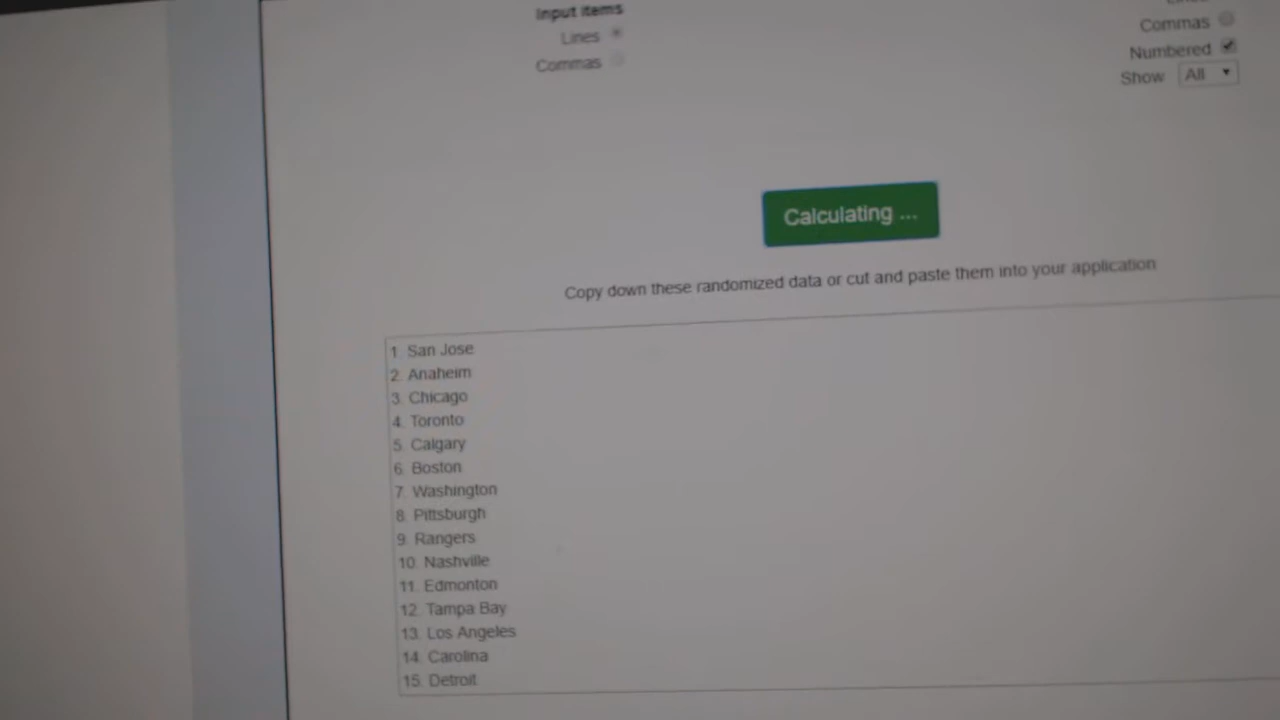 Input items
Lines
Commas
Commas
Numbered
Show All
Calculating ...
Copy down these randomized data or cut and paste them into your application
1. San Jose
2. Anaheim
3. Chicago
4. Toronto
5. Calgary
6. Boston
7. Washington
8. Pittsburgh
9. Rangers
10. Nashville
11. Edmonton
12. Tampa Bay
13. Los Angeles
14. Carolina
15. Detroit